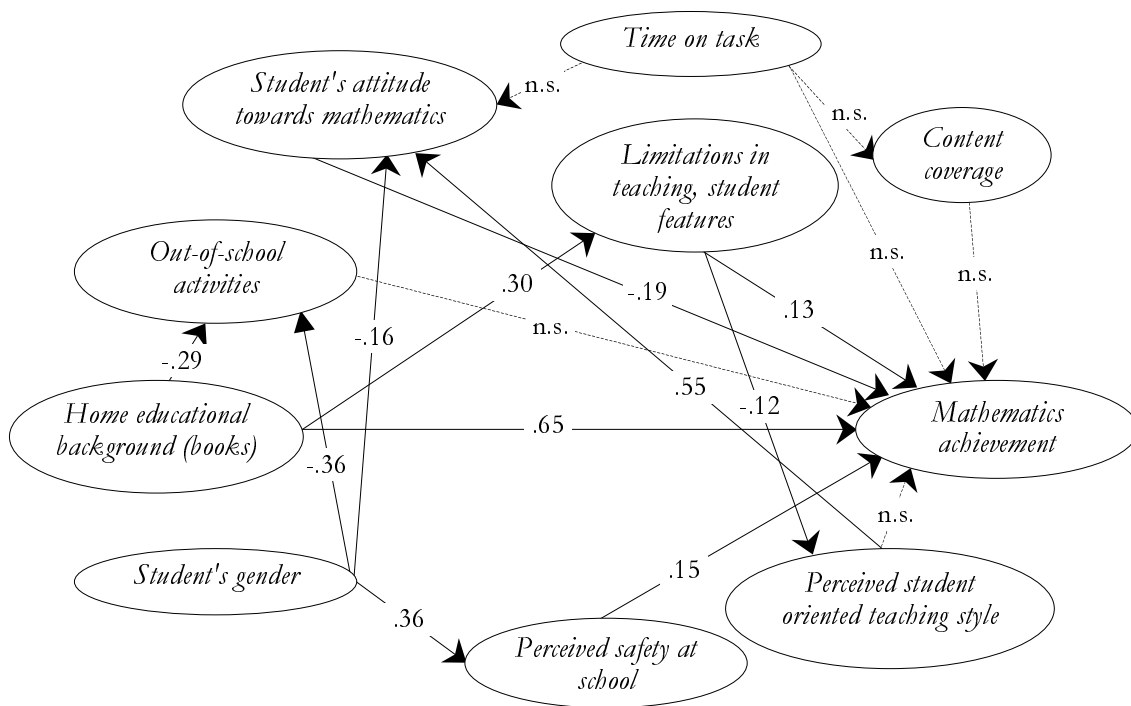 Time on task
Student's attitude
towards mathematics
n.s.
n.s.
Content
coverage
Limitations in
teaching, student
features
Out-of-school
activities
n.s.
n.s.
.30
-.19
.13
n.s.
-.16
-.29
.55
-.12
Home educational
background (books)
.65
Mathematics
achievement
-.36
n.s.
Student's gender
.15
Perceived student
oriented teaching style
.36
Perceived safety at
school